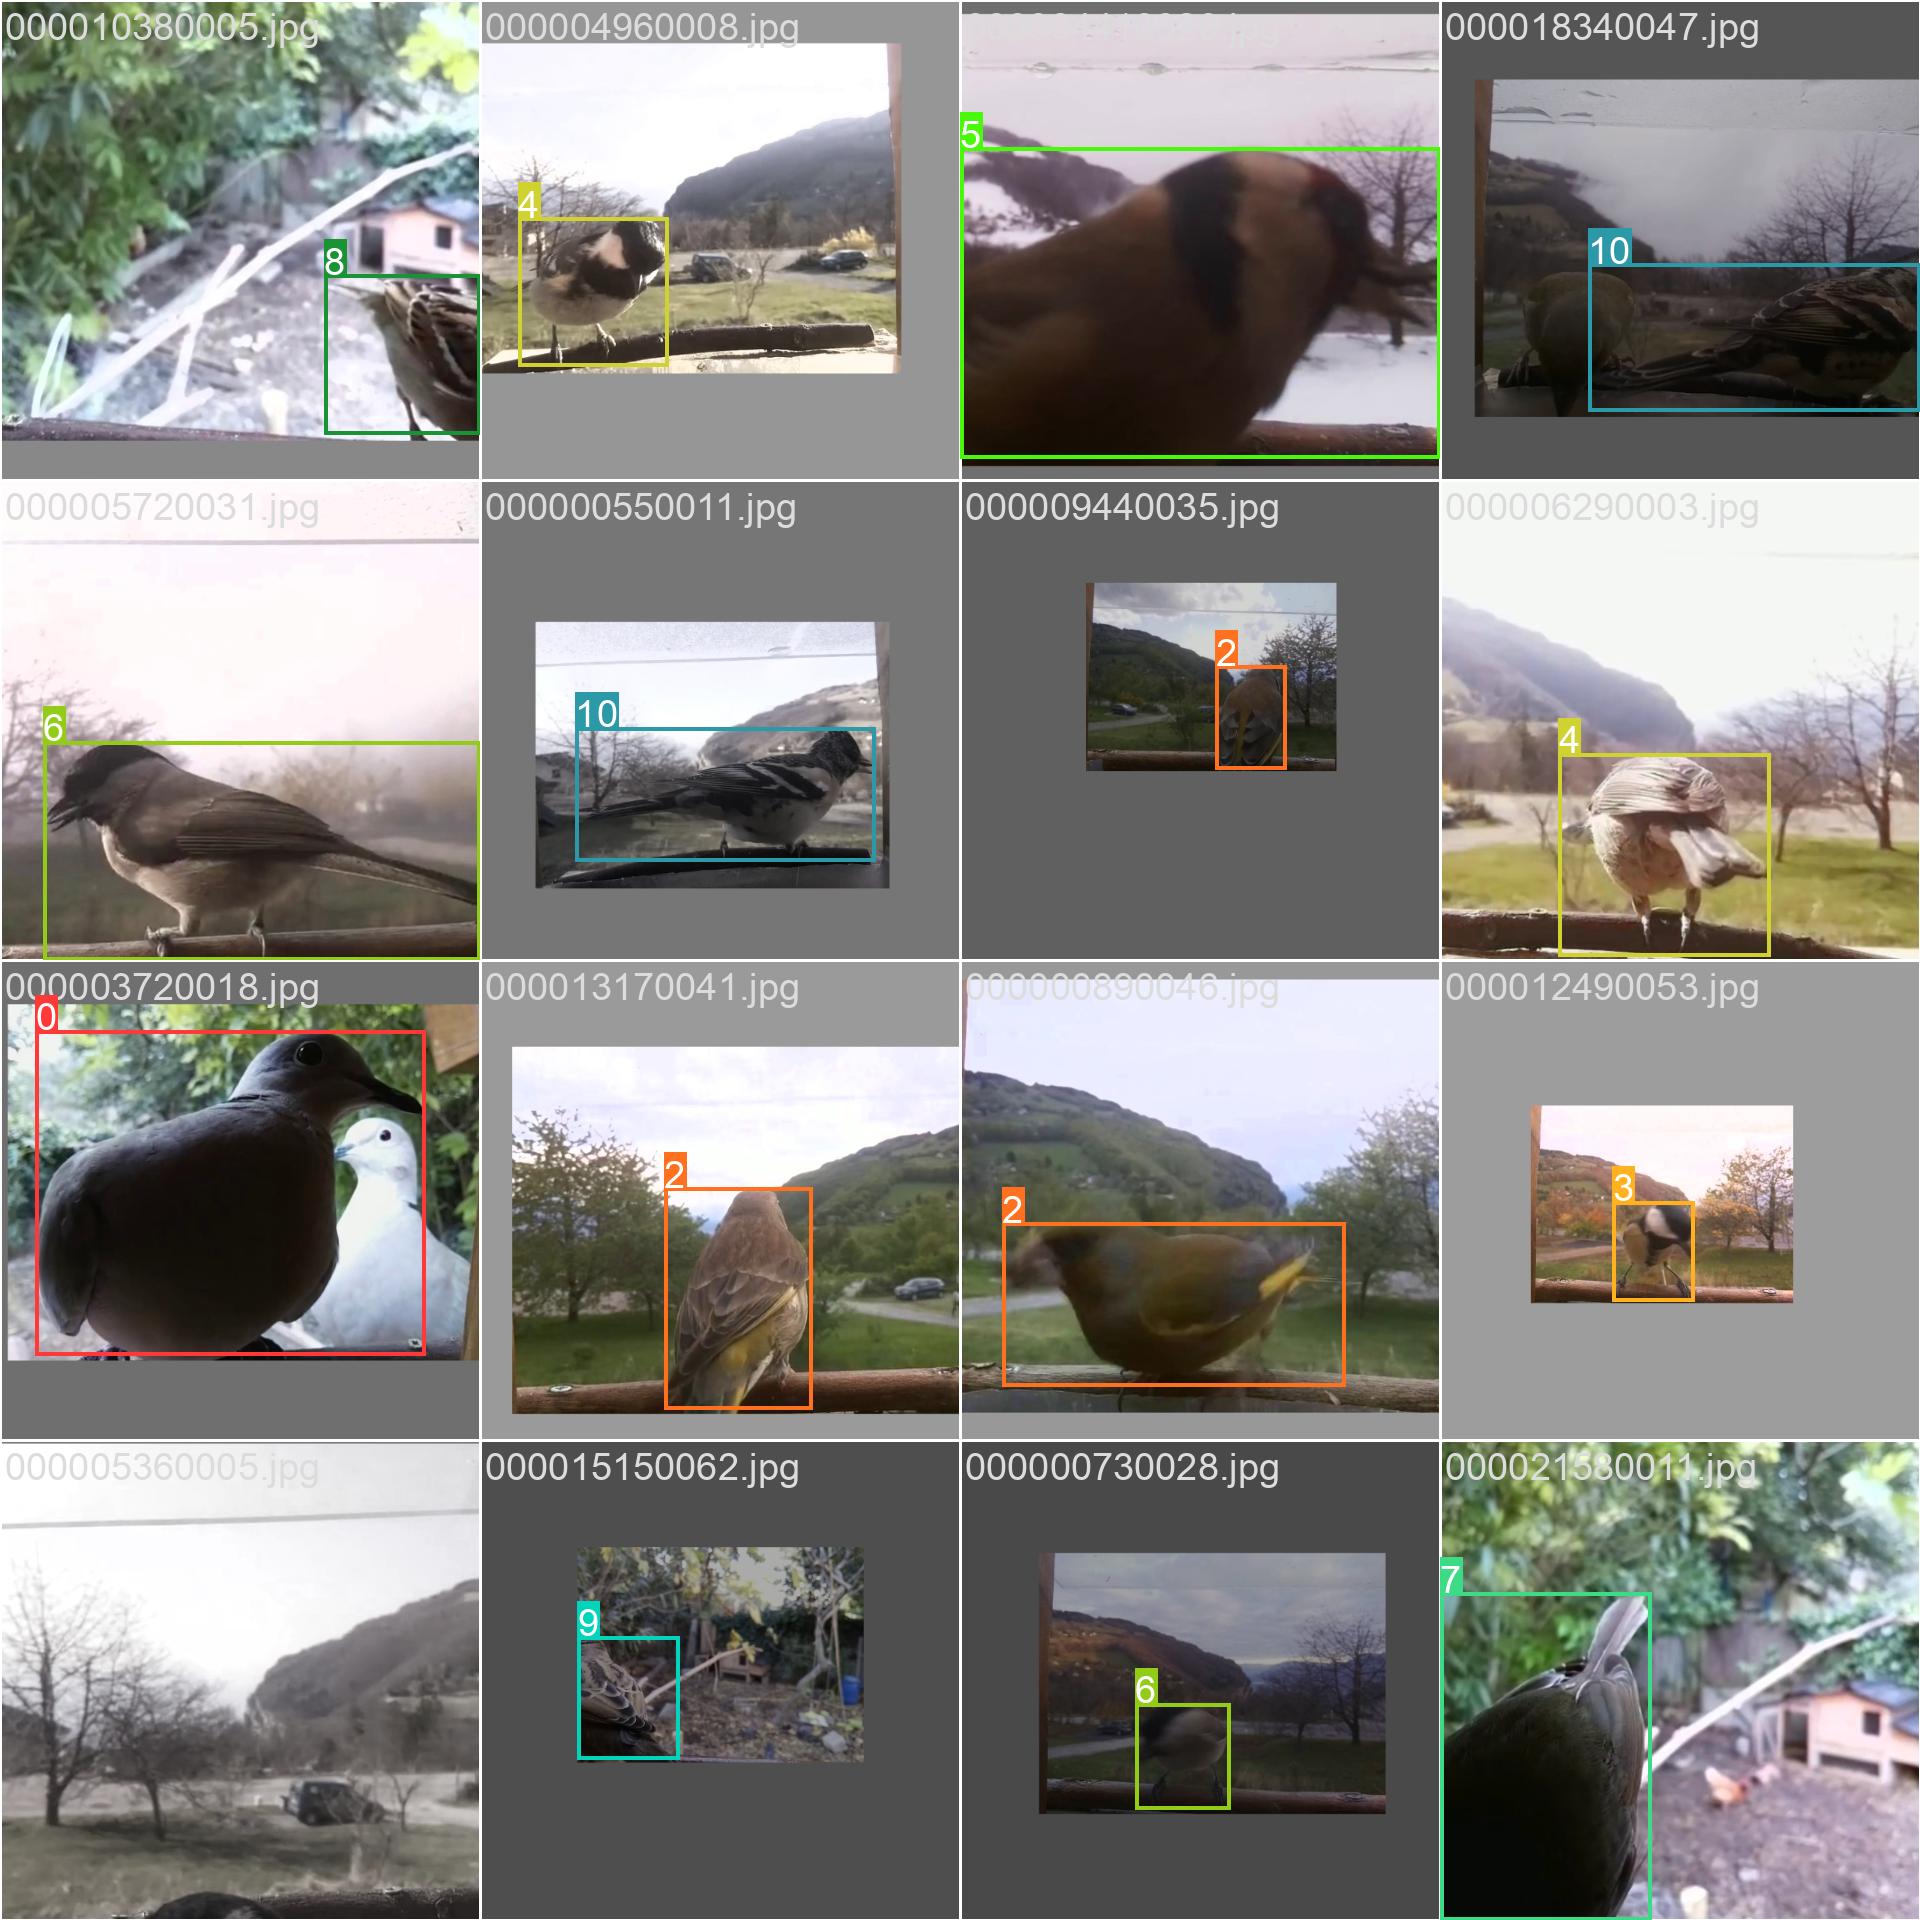 000010380005.jpg
000004960008.jpg
000018340047.jpg
8
4
5
10
000005720031.jpg
000000550011.jpg
000009440035.jpg
000006290003.jpg
6
10
2
4
000003720018.jpg
000013170041.jpg
000000890046.jpg
000012490053.jpg
0
2
2
3
000005360005.jpg
000015150062.jpg
000000730028.jpg
000021580011.jpg
9
6
7